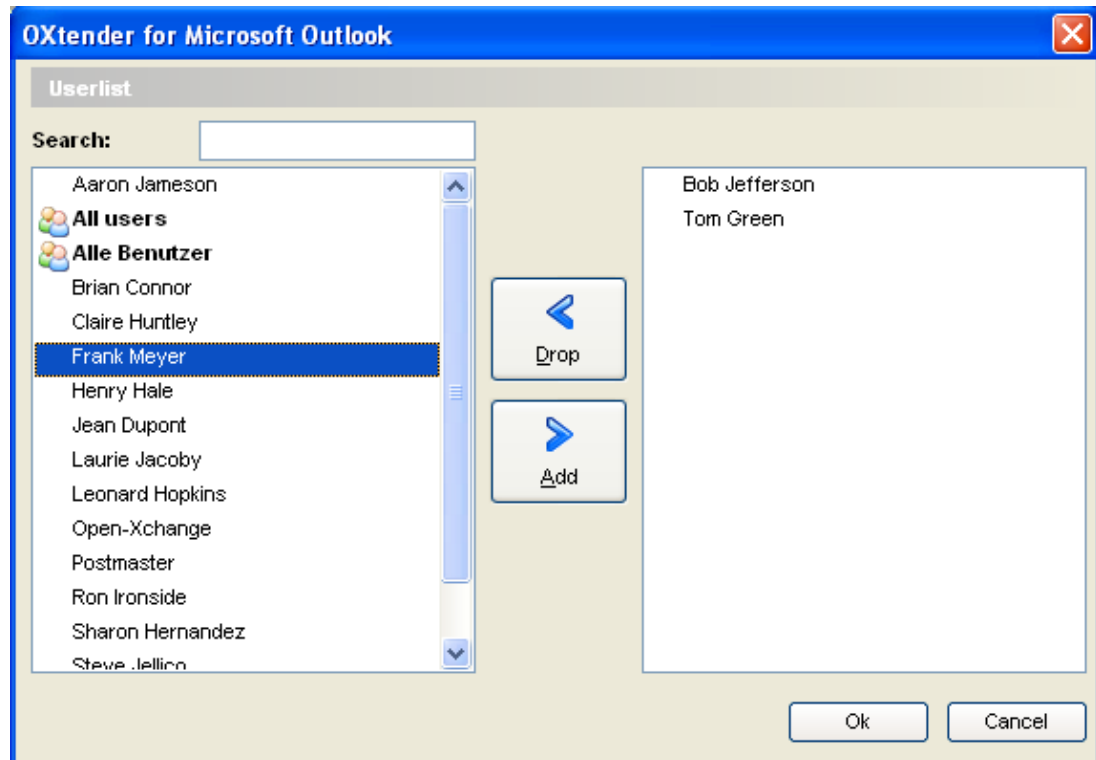 OXtender for Microsoft Outlook
Userlist
Search:
Aaron Jameson
All users
Alle Benutzer
Brian Connor
Claire Huntley
Frank Meyer
Henry Hale
Jean Dupont
Laurie Jacoby
Leonard Hopkins
Open-Xchange
Postmaster
Ron Ironside
Sharon Hernandez
Steve Jellico
Drop
Add
Bob Jefferson
Tom Green
Ok
Cancel